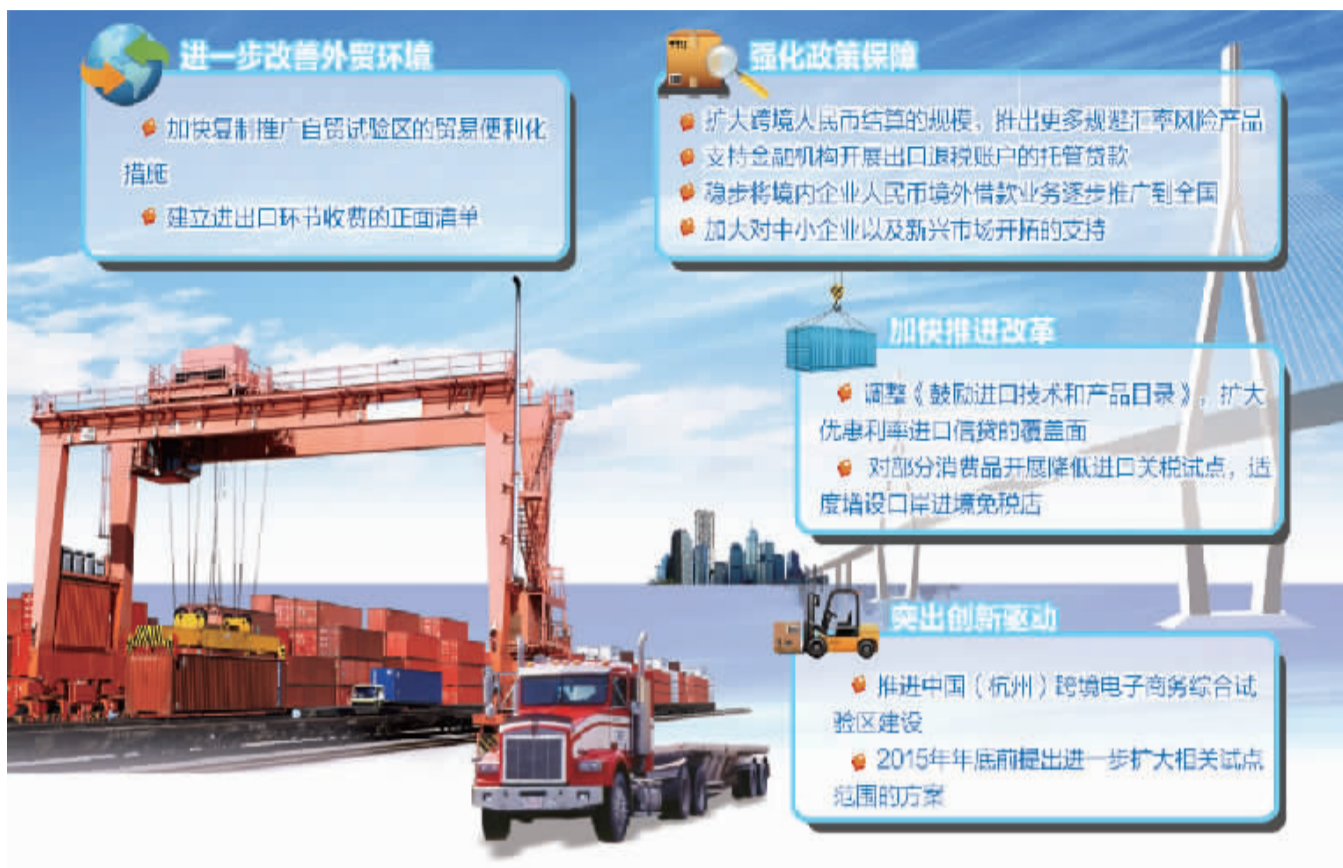 进一步改善外贸环境
加快复制推广自贸试验区的贸易便利化
措施
建立进出口环节收费的正面清单
强化政策保障
扩大跨境人民币结算的规模，推出更多规避汇率风险产品
支持金融机构开展出口退税账户的托管贷款
稳步将境内企业人民币境外借款业务逐步推广到全国
加大对中小企业以及新兴市场开拓的支持
加快推进改革
调整《鼓励进口技术和产品目录》，扩大
优惠利率进口信贷的覆盖面
对部分消费品开展降低进口关税试点，适
度增设口岸进境免税店
突出创新驱动
推进中国（杭州）跨境电子商务综合试
验区建设
2015年年底前提出进一步扩大相关试点
范围的方案